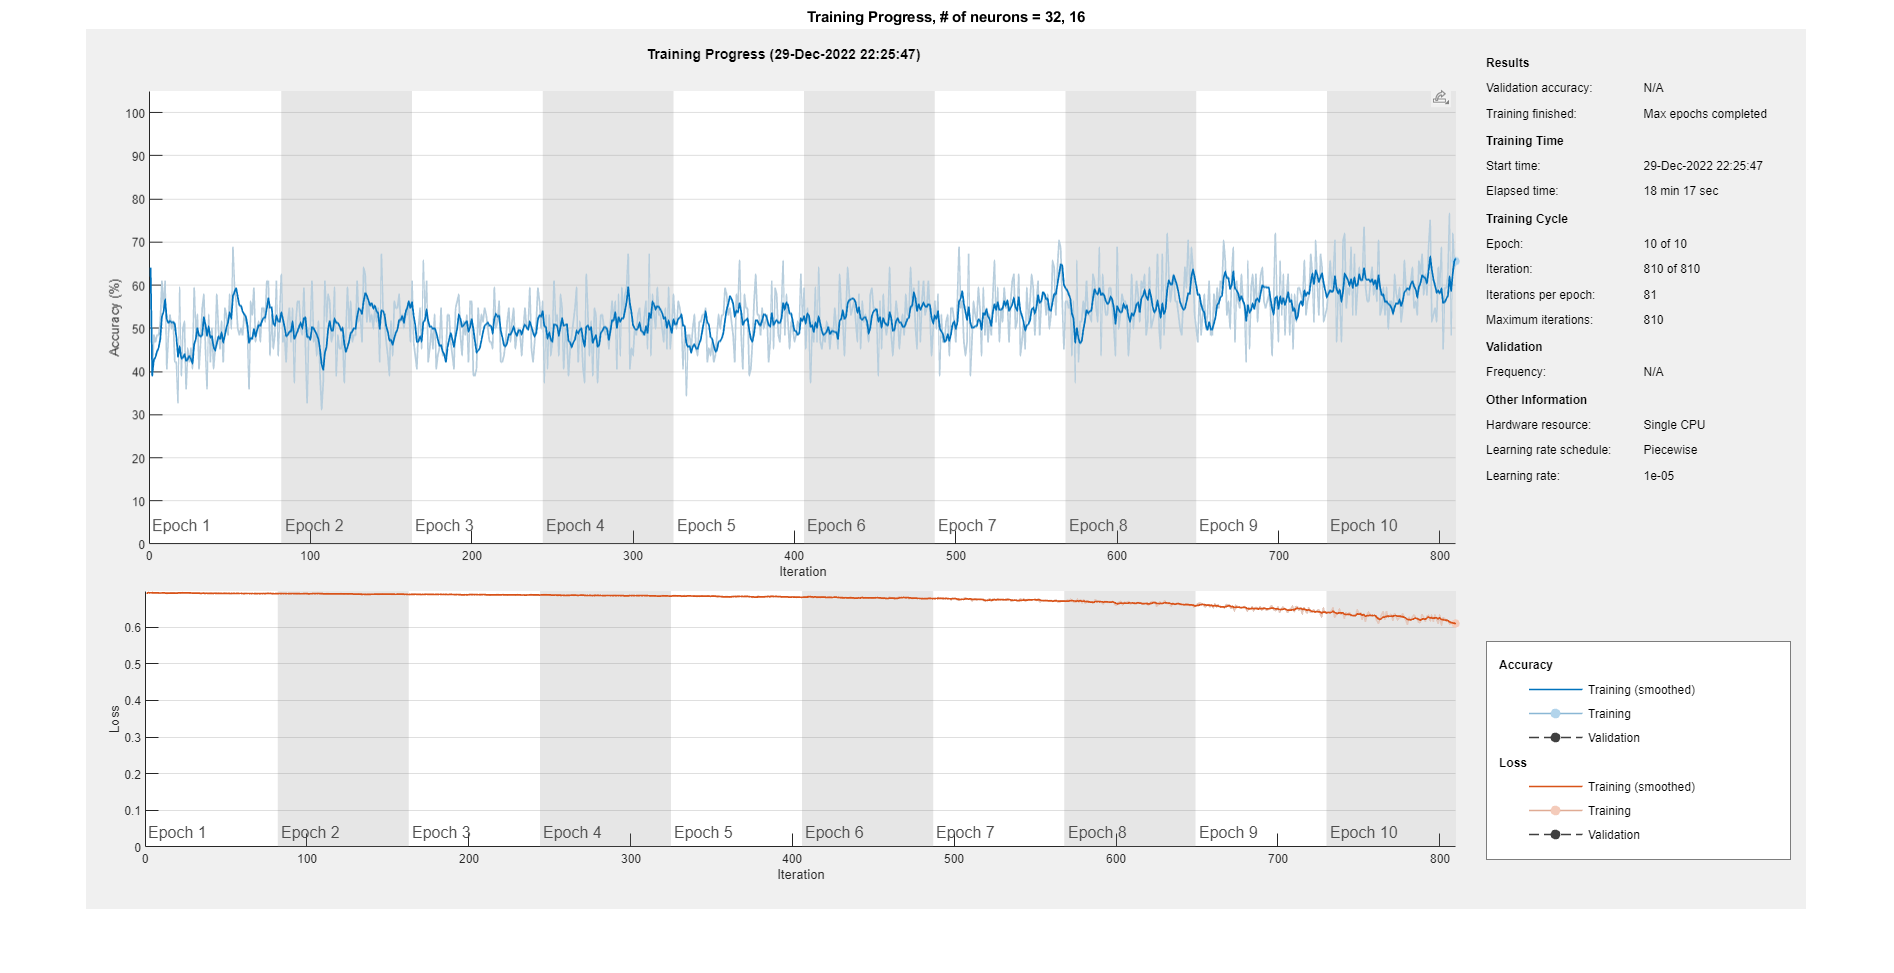 Training Progress, # of neurons = 32, 16
Training Progress (29-Dec-2022 22:25:47)
100
90
80
70
60
50
40
30
20
10
0
Accuracy (%)
Epoch 1 Epoch 2 Epoch 3 Epoch 4 Epoch 5 Epoch 6 Epoch 7 Epoch 8 Epoch 9 Epoch 10
0 100 200 300 400 500 600 700 800
Iteration
0.6
0.5
0.4
0.3
0.2
0.1
0
Loss
Epoch 1 Epoch 2 Epoch 3 Epoch 4 Epoch 5 Epoch 6 Epoch 7 Epoch 8 Epoch 9 Epoch 10
0 100 200 300 400 500 600 700 800
Iteration
Results
Validation accuracy: N/A
Training finished: Max epochs completed
Training Time
Start time: 29-Dec-2022 22:25:47
Elapsed time: 18 min 17 sec
Training Cycle
Epoch: 10 of 10
Iteration: 810 of 810
Iterations per epoch: 81
Maximum iterations: 810
Validation
Frequency: N/A
Other Information
Hardware resource: Single CPU
Learning rate schedule: Piecewise
Learning rate: 1e-05
Accuracy
Training (smoothed)
Training
Validation
Loss
Training (smoothed)
Training
Validation